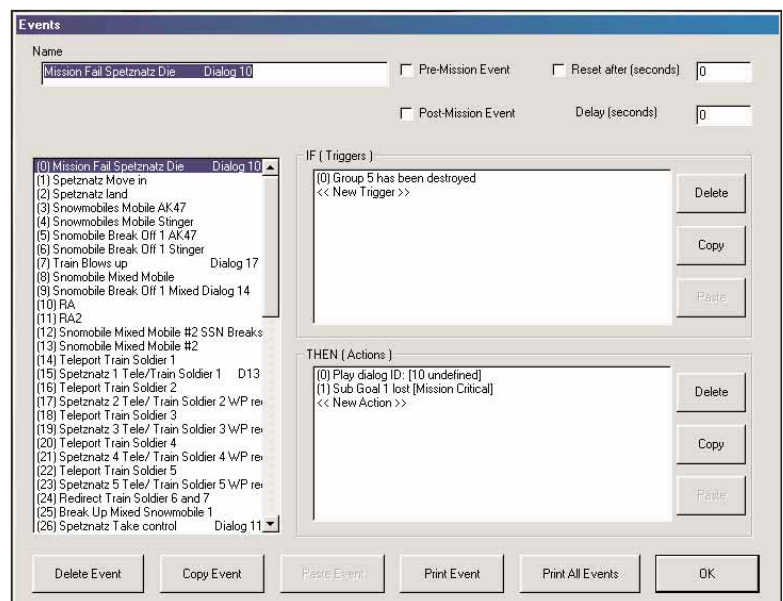 Events
Name
Mission Fail Spetznatz Die Dialog 10
Pre-Mission Event
Reset after (seconds)
0
Post-Mission Event
Delay (seconds)
0
(0) Mission Fail Spetznatz Die Dialog 10
(1) Spetznatz Move in
(2) Spetznatz land
(3) Snowmobiles Mobile AK47
(4) Snowmobiles Mobile Stinger
(5) Snomobile Break Off 1 AK47
(6) Snomobile Break Off 1 Stinger
(7) Train Blows up Dialog 17
(8) Snomobile Mixed Mobile
(9) Snomobile Break Off 1 Mixed Dialog 14
(10) RA
(11) RA2
(12) Snomobile Mixed Mobile #2 SSN Breaks
(13) Snomobile Mixed Mobile #2
(14) Teleport Train Soldier 1
(15) Spetznatz 1 Tele/Train Soldier 1 D13
(16) Teleport Train Soldier 2
(17) Spetznatz 2 Tele/ Train Soldier 2 WP re
(18) Teleport Train Soldier 3
(19) Spetznatz 3 Tele/ Train Soldier 3 WP re
(20) Teleport Train Soldier 4
(21) Spetznatz 4 Tele/ Train Soldier 4 WP re
(22) Teleport Train Soldier 5
(23) Spetznatz 5 Tele/ Train Soldier 5 WP re
(24) Redirect Train Soldier 6 and 7
(25) Break Up Mixed Snowmobile 1
(26) Spetznatz Take control Dialog 11
IF ( Triggers )
(0) Group 5 has been destroyed
<< New Trigger >>
Delete
Copy
Paste
THEN ( Actions )
(0) Play dialog ID: [10 undefined]
(1) Sub Goal 1 lost [Mission Critical]
<< New Action >>
Delete
Copy
Paste
Delete Event
Copy Event
Paste Event
Print Event
Print All Events
OK